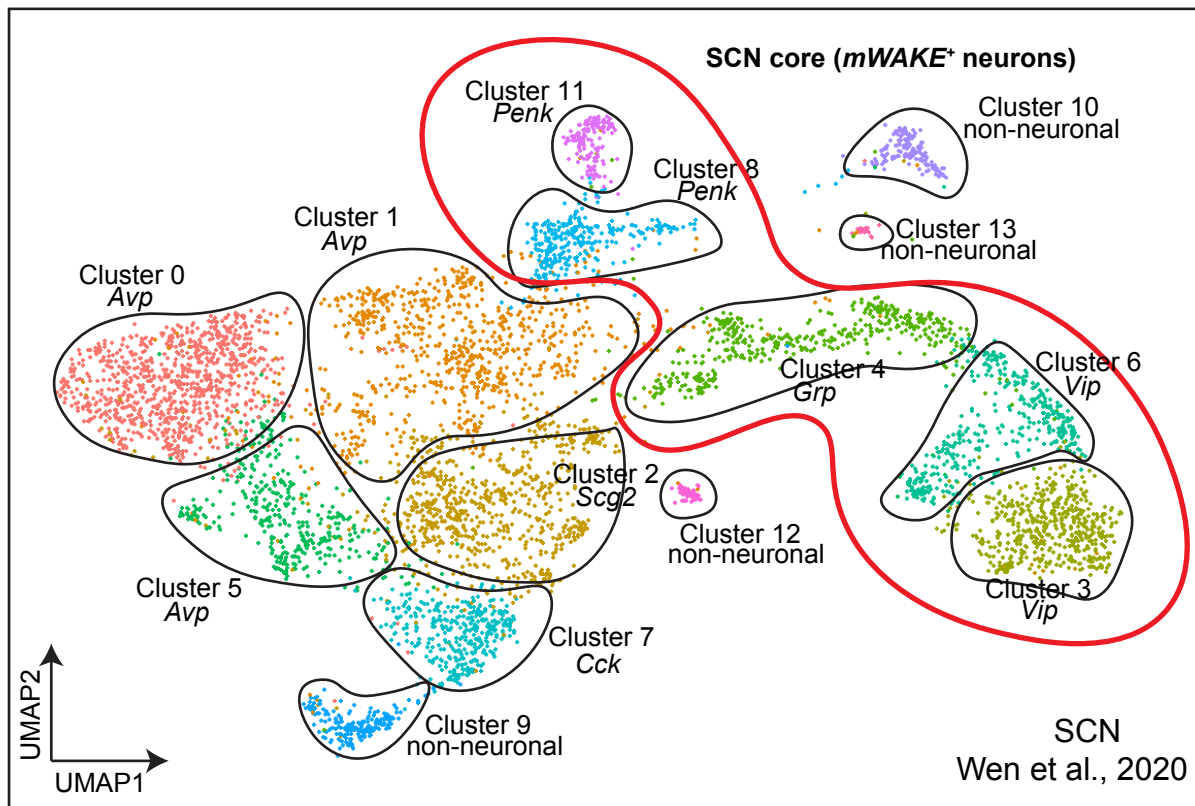 SCN core (mWAKE⁺ neurons)
Cluster 11
Penk
Cluster 10
non-neuronal
Cluster 8
Penk
Cluster 1
Avp
Cluster 13
non-neuronal
Cluster 0
Avp
Cluster 6
Vip
Cluster 4
Grp
Cluster 2
Scg2
Cluster 12
non-neuronal
Cluster 5
Avp
Cluster 3
Vip
Cluster 7
Cck
Cluster 9
non-neuronal
UMAP2
UMAP1
SCN
Wen et al., 2020